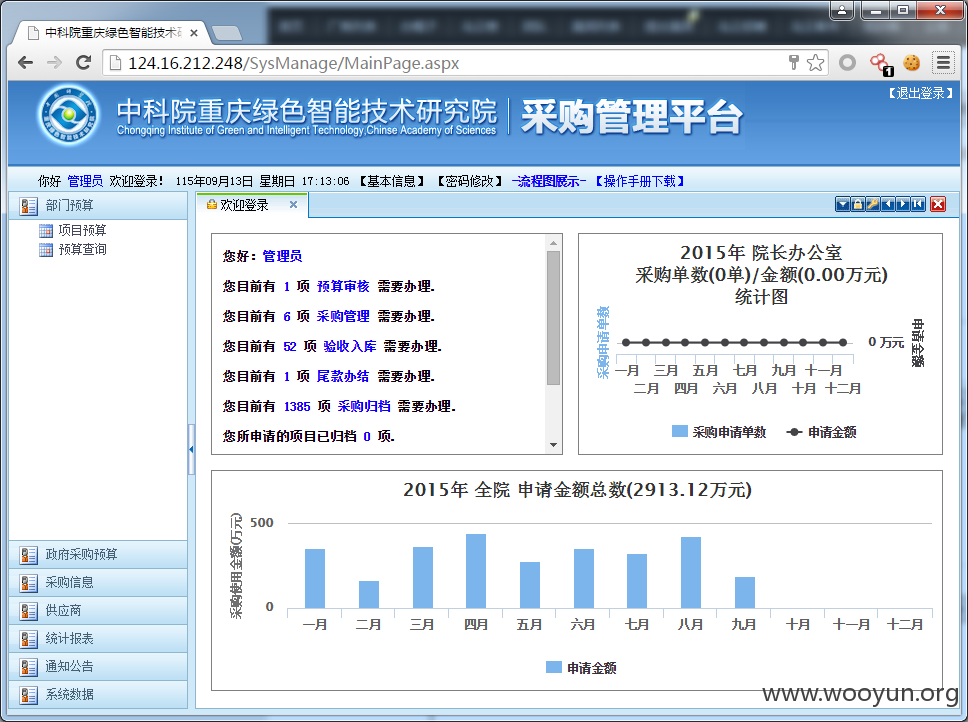 中科院重庆绿色智能技术
124.16.212.248/SysManage/MainPage.aspx
1
【退出登录】
中科院重庆绿色智能技术研究院 采购管理平台
Chongqing Institute of Green and Intelligent Technology,Chinse Academy of Sciences
你好 管理员 欢迎登录! 115年09月13日 星期日 17:13:06 【基本信息】 【密码修改】 -流程图展示- 【操作手册下载】
部门预算
项目预算
预算查询
政府采购预算
采购信息
供应商
统计报表
通知公告
系统数据
欢迎登录
您好：管理员
您目前有 1 项 预算审核 需要办理.
您目前有 6 项 采购管理 需要办理.
您目前有 52 项 验收入库 需要办理.
您目前有 1 项 尾款办结 需要办理.
您目前有 1385 项 采购归档 需要办理.
您所申请的项目已归档 0 项.
2015年 院长办公室
采购单数(0单)/金额(0.00万元)
统计图
采购申请单数
0 万元
申请金额
一月 三月 五月 七月 九月 十一月
二月 四月 六月 八月 十月 十二月
采购申请单数 申请金额
2015年 全院 申请金额总数(2913.12万元)
采购使用金额(万元)
500
0
一月 二月 三月 四月 五月 六月 七月 八月 九月 十月 十一月 十二月
申请金额
www.wooyun.org